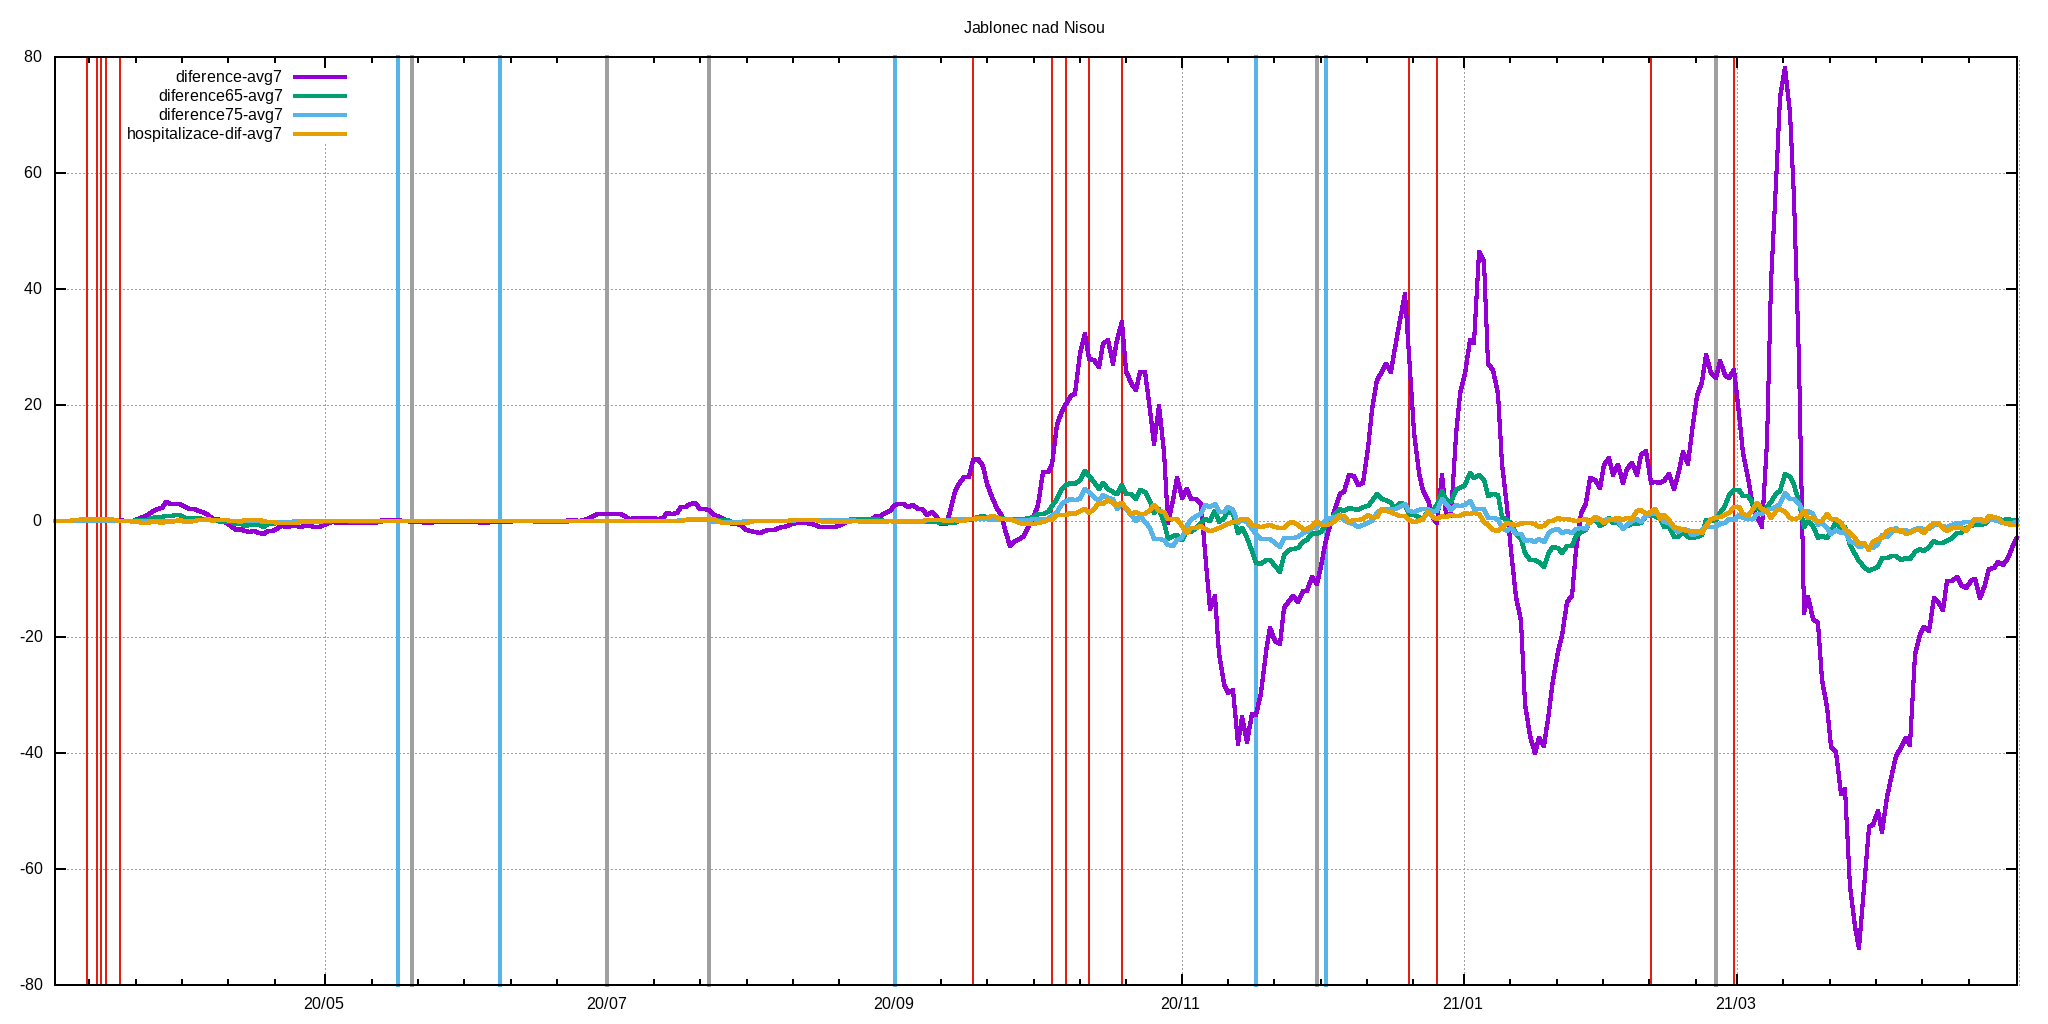 Jablonec nad Nisou
diference-avg7
diference65-avg7
diference75-avg7
hospitalizace-dif-avg7
80
60
40
20
0
-20
-40
-60
-80
20/05 20/07 20/09 20/11 21/01 21/03